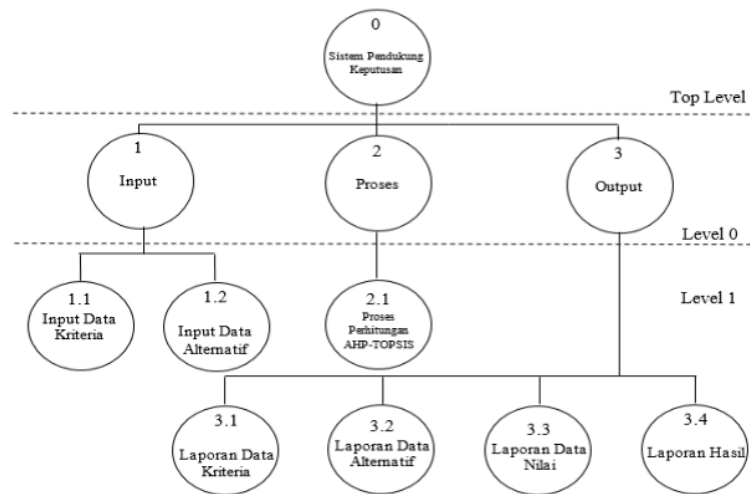 0
Sistem Pendukung
Keputusan
Top Level
1
Input
2
Proses
3
Output
Level 0
1.1
Input Data
Kriteria
1.2
Input Data
Alternatif
2.1
Proses
Perhitungan
AHP-TOPSIS
Level 1
3.1
Laporan Data
Kriteria
3.2
Laporan Data
Alternatif
3.3
Laporan Data
Nilai
3.4
Laporan Hasil